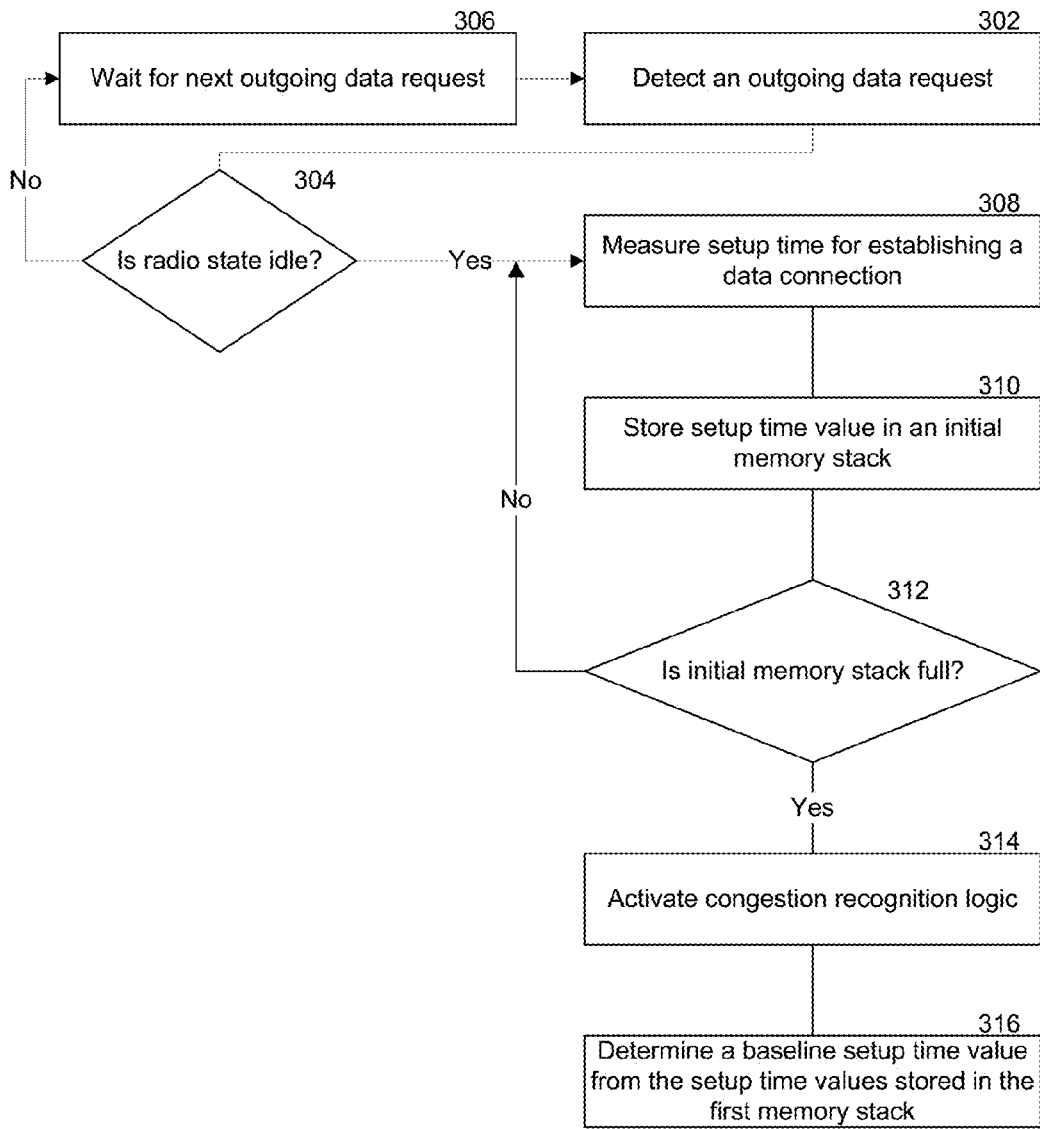 306
Wait for next outgoing data request
302
Detect an outgoing data request
No
304
Is radio state idle?
Yes
308
Measure setup time for establishing a
data connection
310
Store setup time value in an initial
memory stack
No
312
Is initial memory stack full?
Yes
314
Activate congestion recognition logic
316
Determine a baseline setup time value
from the setup time values stored in the
first memory stack